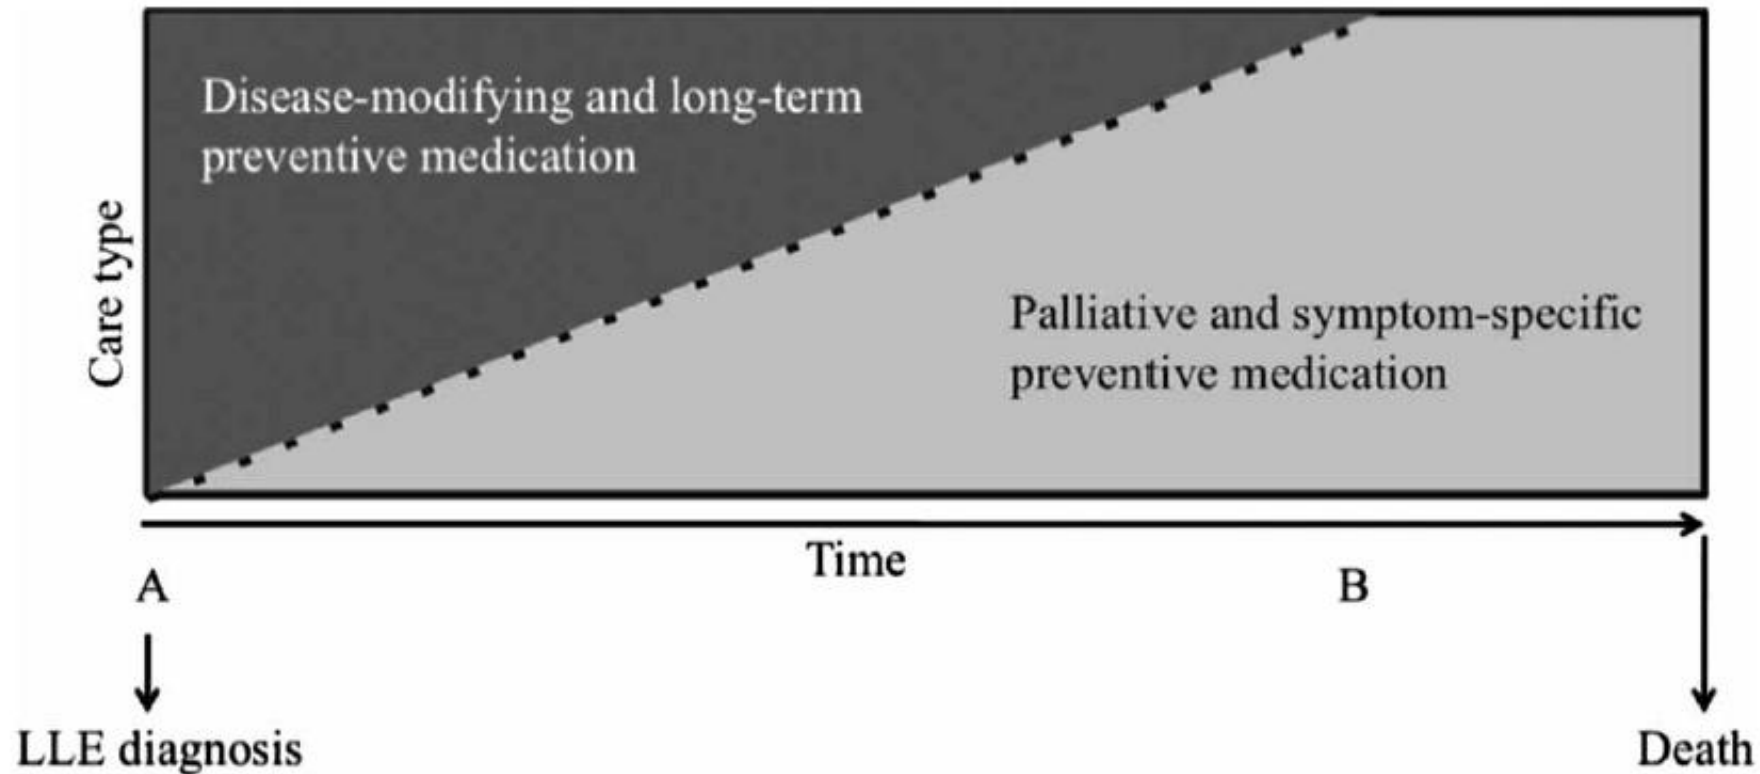 Disease-modifying and long-term
preventive medication
Care type
Palliative and symptom-specific
preventive medication
Time
A
B
LLE diagnosis
Death